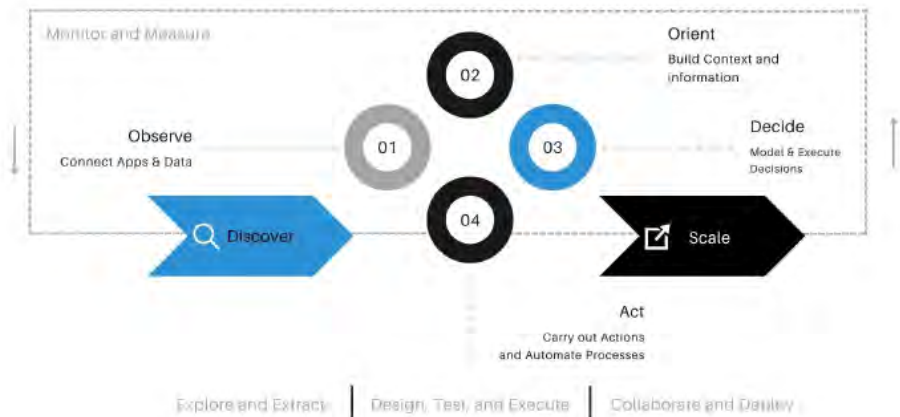 Monitor and Measure
02
Orient
Build Context and
information
Observe
Connect Apps & Data
01
03
Decide
Model & Execute
Decisions
Discover
04
Scale
Act
Carry out Actions
and Automate Processes
Explore and Extract
Design, Test, and Execute
Collaborate and Deploy